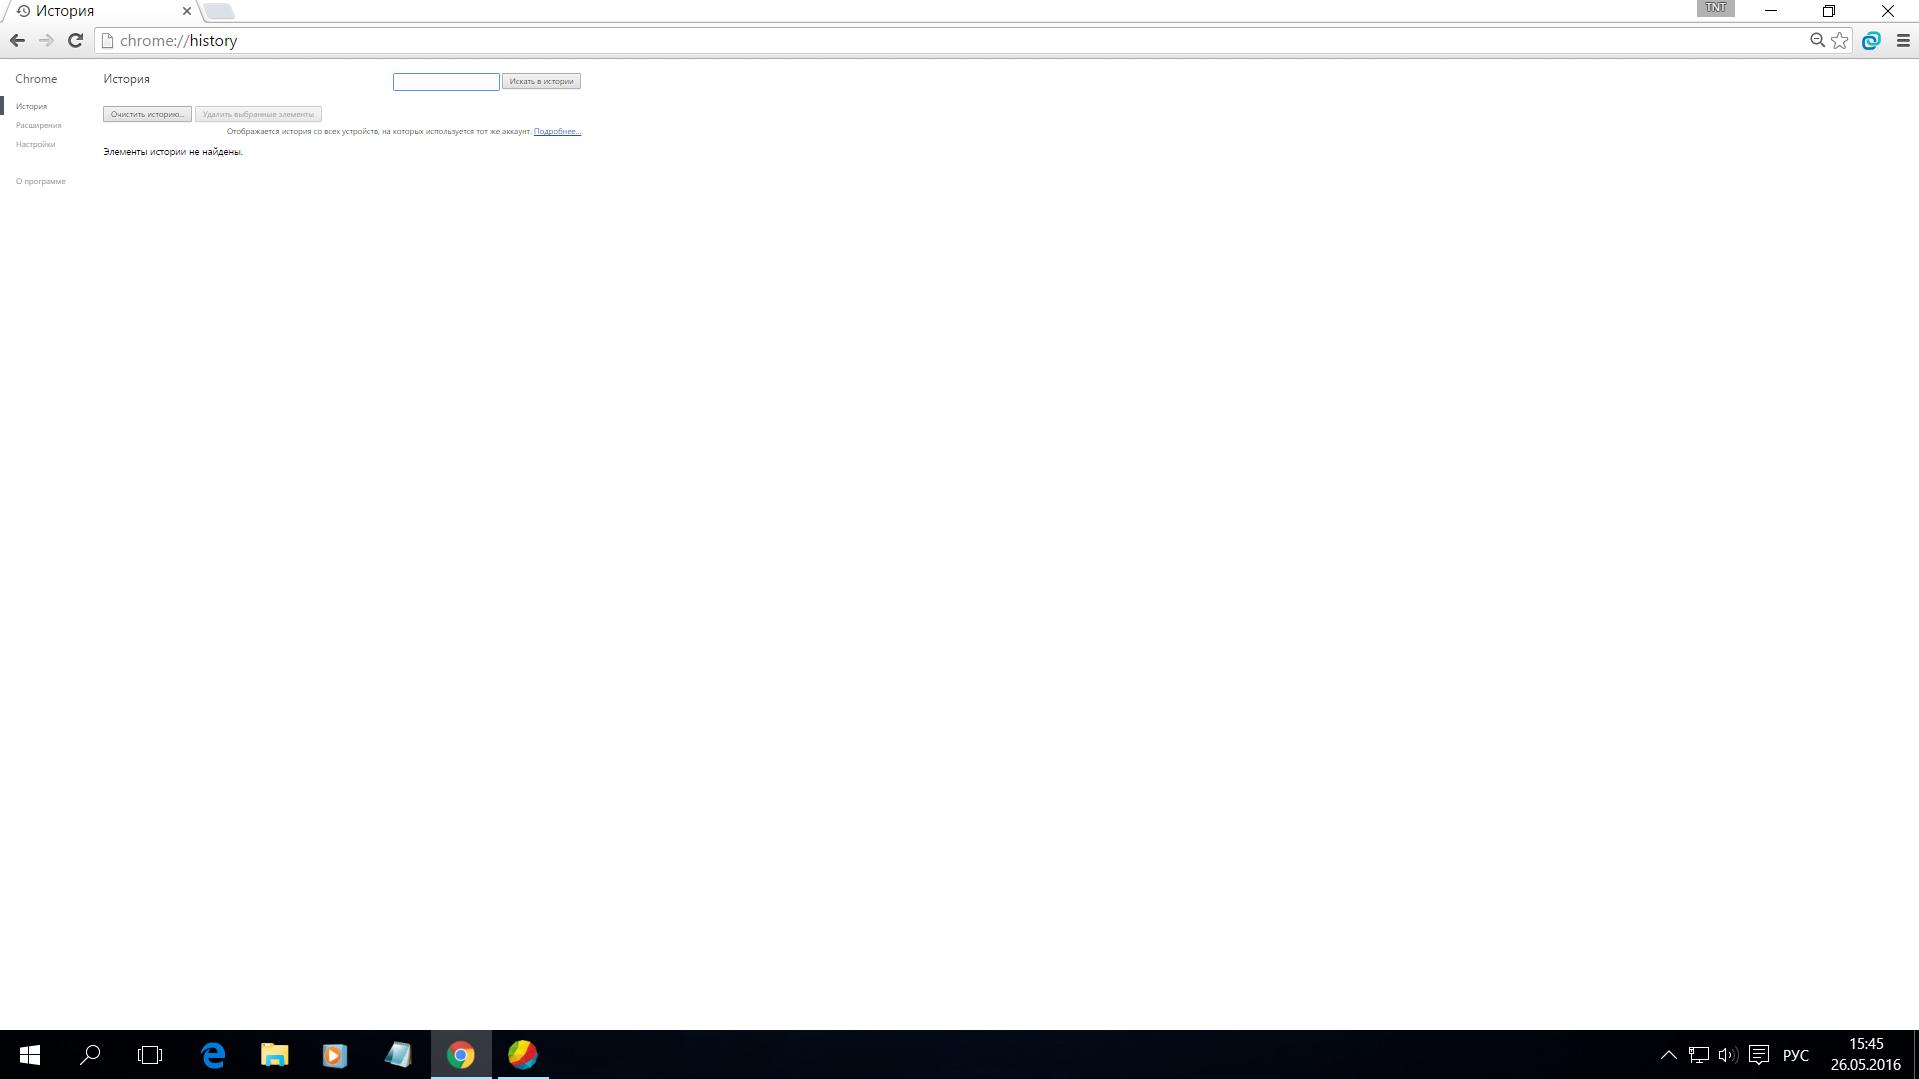 История
TNT
chrome://history
Chrome
История
Искать в истории
История
Очистить историю...
Удалить выбранные элементы
Расширения
Отображается история со всех устройств, на которых используется тот же аккаунт. Подробнее...
Настройки
Элементы истории не найдены.
О программе
РУС
15:45
26.05.2016